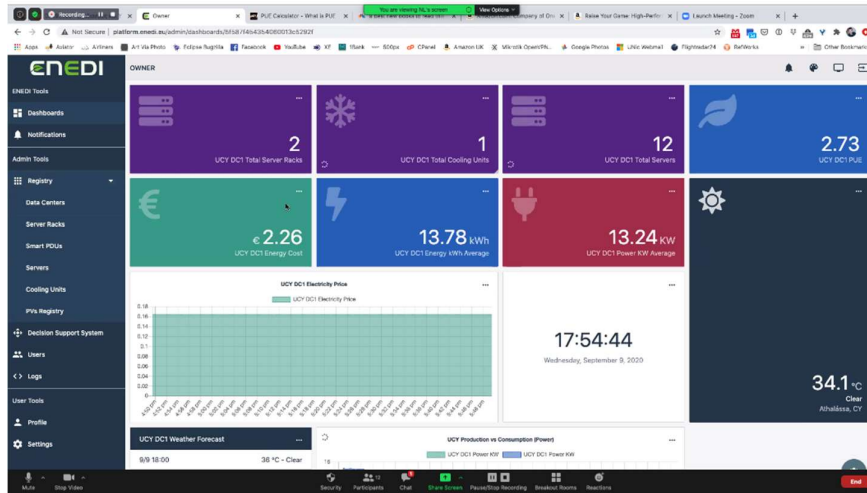 Recording...
You are viewing NL's screen
View Options
Owner
PUE Calculator - What is PUE
Raise Your Game: High-Perfor
Launch Meeting - Zoom
Not Secure | platform.enedi.eu/admin/dashboards/
Apps
Aviator
Airlines
Art Via Photo
Eclipse Bugzilla
Facebook
YouTube
XF
1Bank
500px
CPanel
Amazon UK
Google Photos
UNic Webmail
Flightradar24
RefWorks
Other Bookmarks
ENEDI
OWNER
ENEDI Tools
Dashboards
Notifications
Admin Tools
Registry
Data Centers
Server Racks
Smart PDUs
Servers
Cooling Units
PVs Registry
Decision Support System
Users
Logs
User Tools
Profile
Settings
2
UCY DC1 Total Server Racks
1
UCY DC1 Total Cooling Units
12
UCY DC1 Total Servers
2.73
UCY DC1 PUE
€ 2.26
UCY DC1 Energy Cost
13.78 kWh
UCY DC1 Energy kWh Average
13.24 KW
UCY DC1 Power KW Average
UCY DC1 Electricity Price
UCY DC1 Electricity Price
0.18
0.16
0.14
0.12
0.1
0.08
0.06
0.04
0.02
0
17:54:44
Wednesday, September 9, 2020
34.1 °C
Clear
Athalássa, CY
UCY DC1 Weather Forecast
9/9 18:00
36 °C - Clear
UCY Production vs Consumption (Power)
UCY DC1 Power KW
UCY DC1 Power KW
16
Mute
Stop Video
Security
Participants
Chat
Share Screen
Pause/Stop Recording
Breakout Rooms
Reactions
End